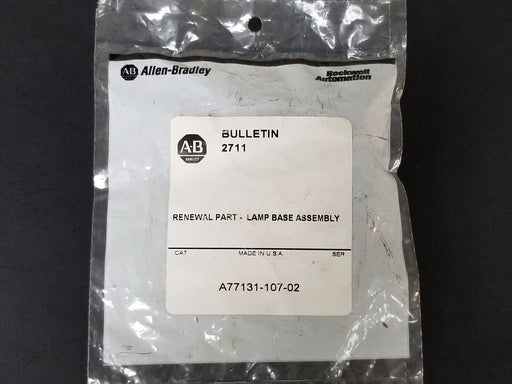 AB Allen-Bradley
Rockwell
Automation
A-B
QUALITY
BULLETIN
2711
RENEWAL PART - LAMP BASE ASSEMBLY
CAT MADE IN U.S.A. SER
A77131-107-02